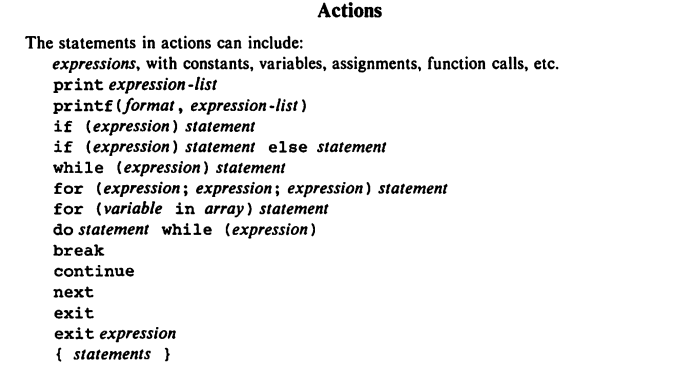 Actions
The statements in actions can include:
expressions, with constants, variables, assignments, function calls, etc.
print expression-list
printf(format, expression-list)
if (expression) statement
if (expression) statement else statement
while (expression) statement
for (expression; expression; expression) statement
for (variable in array) statement
do statement while (expression)
break
continue
next
exit
exit expression
{ statements }